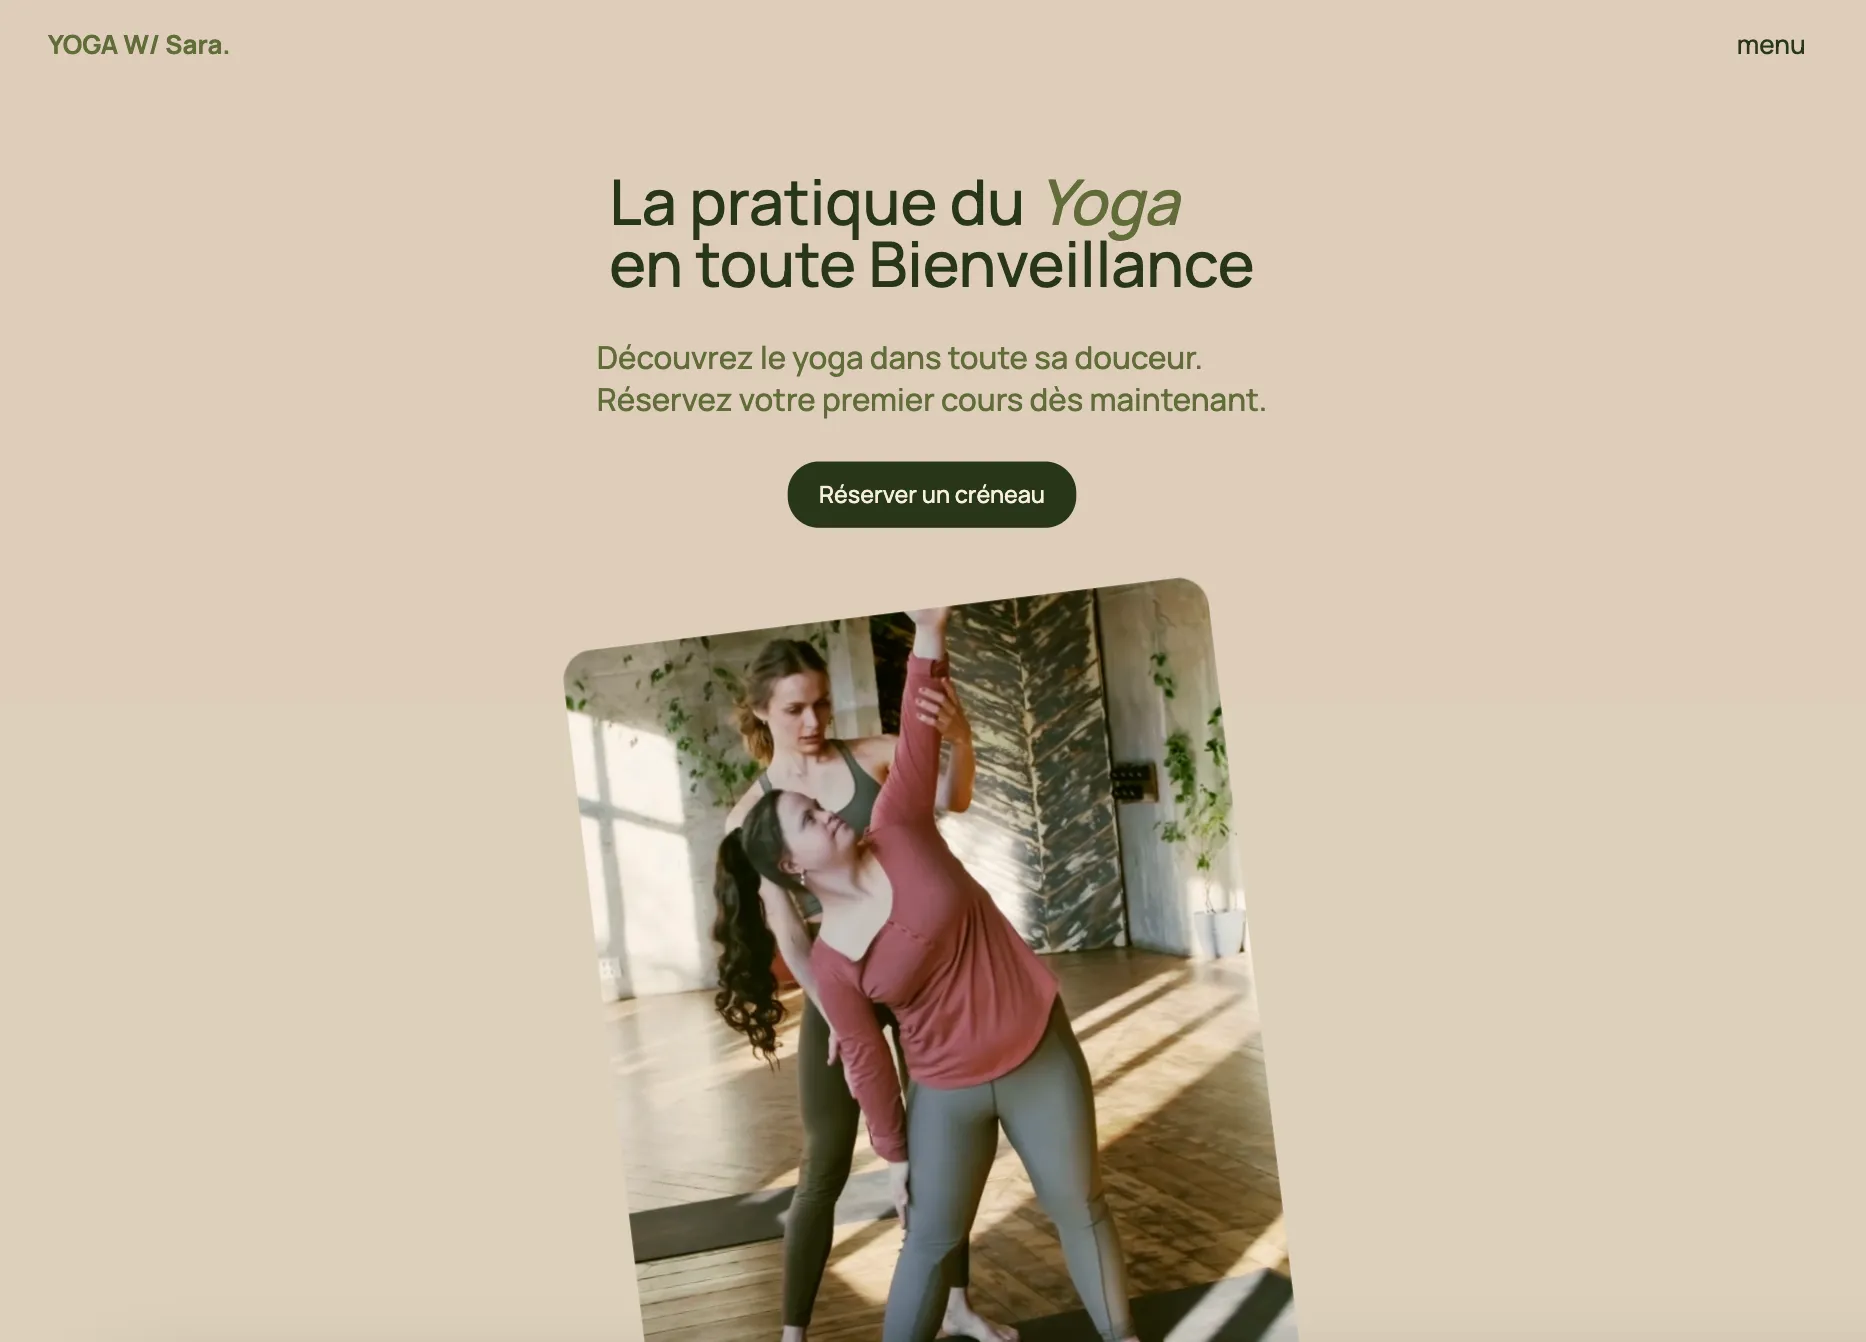 YOGA W/ Sara.
menu
La pratique du Yoga
en toute Bienveillance
Découvrez le yoga dans toute sa douceur.
Réservez votre premier cours dès maintenant.
Réserver un créneau